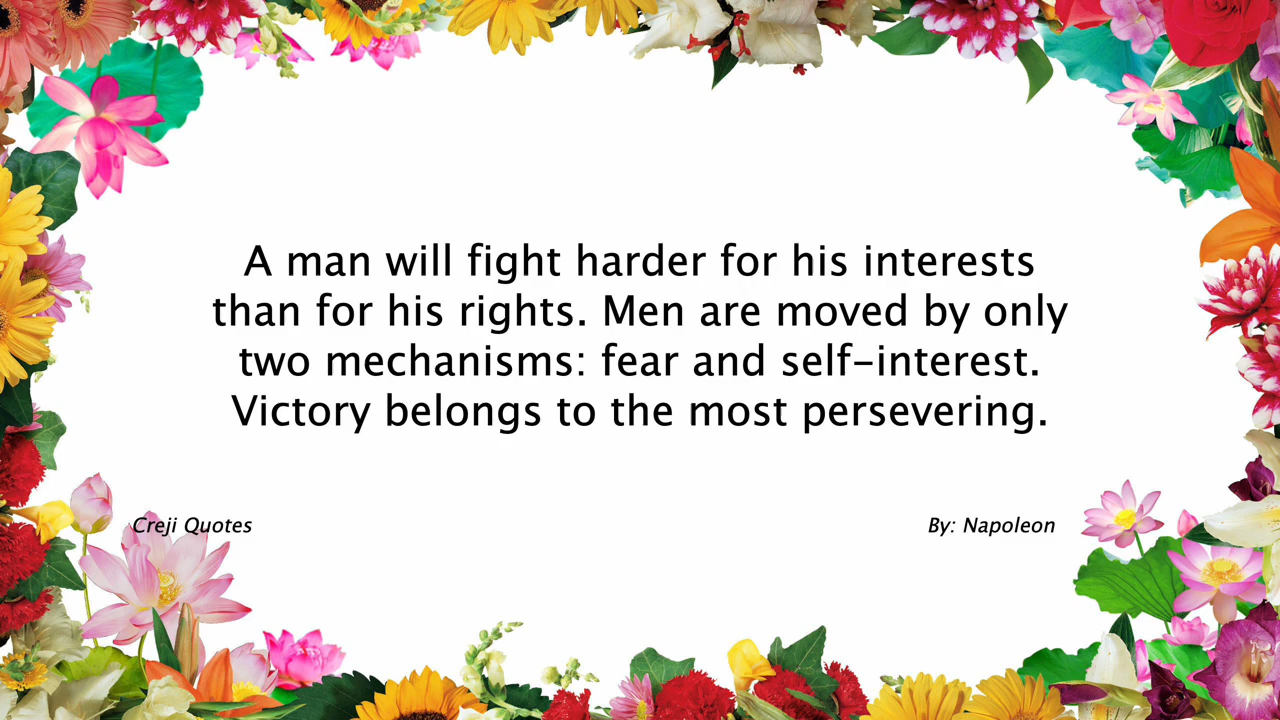 A man will fight harder for his interests
than for his rights. Men are moved by only
two mechanisms: fear and self-interest.
Victory belongs to the most persevering.
Creji Quotes
By: Napoleon